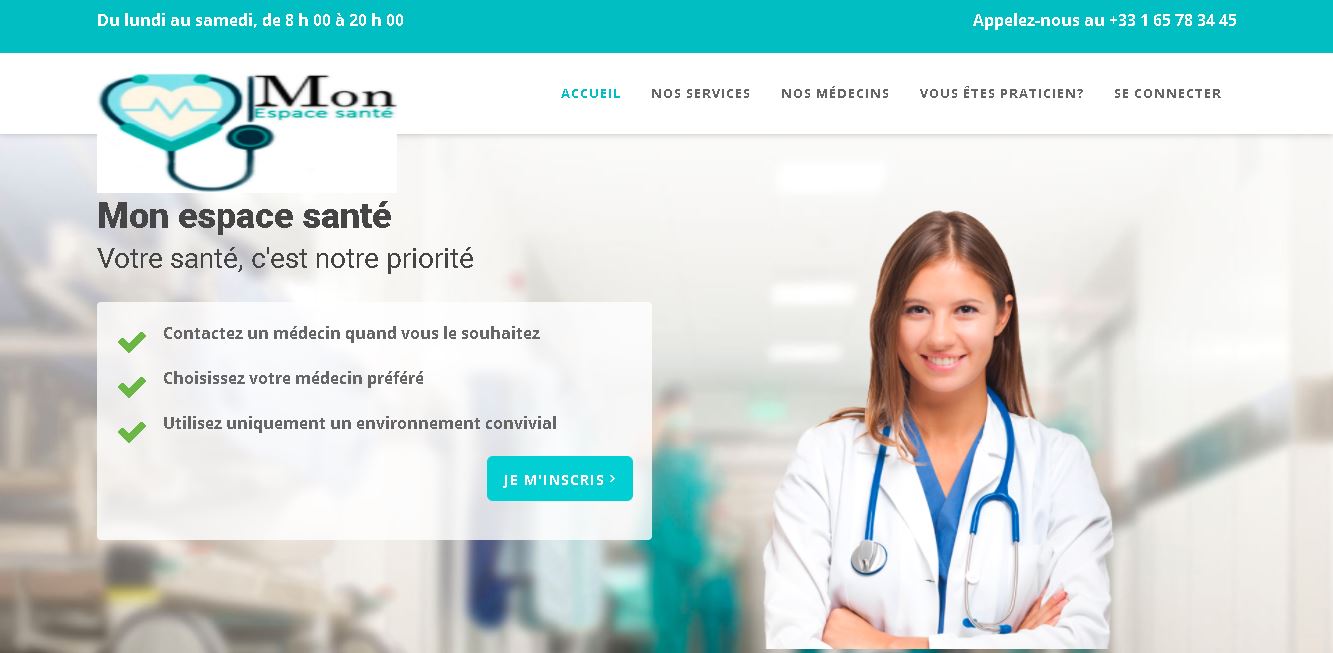 Du lundi au samedi, de 8 h 00 à 20 h 00
Appelez-nous au +33 1 65 78 34 45
Mon
Espace santé
ACCUEIL
NOS SERVICES
NOS MÉDECINS
VOUS ÊTES PRATICIEN?
SE CONNECTER
Mon espace santé
Votre santé, c'est notre priorité
Contactez un médecin quand vous le souhaitez
Choisissez votre médecin préféré
Utilisez uniquement un environnement convivial
JE M'INSCRIS >